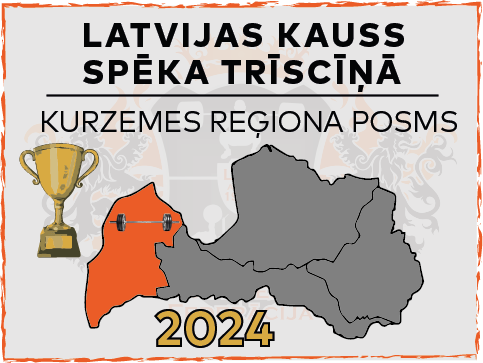 LATVIJAS KAUSS
SPĒKA TRĪSCĪŅĀ
KURZEMES REĢIONA POSMS
2024